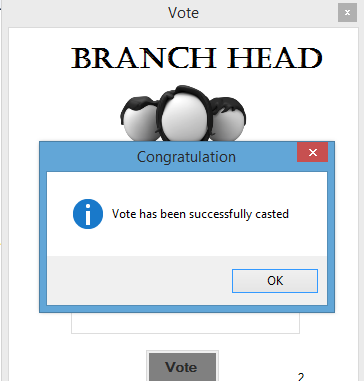 Vote
BRANCH HEAD
Congratulation
Vote has been successfully casted
OK
Vote
2